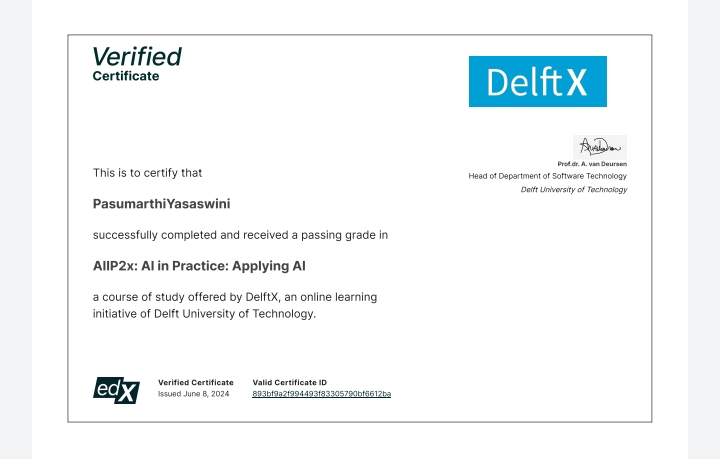 Verified
Certificate
DelftX
Prof.dr. A. van Deursen
Head of Department of Software Technology
Delft University of Technology
This is to certify that
PasumarthiYasaswini
successfully completed and received a passing grade in
AIIP2x: AI in Practice: Applying AI
a course of study offered by DelftX, an online learning
initiative of Delft University of Technology.
edX
Verified Certificate
Issued June 8, 2024
Valid Certificate ID
893bf9a2f994493f83305790bf6612ba